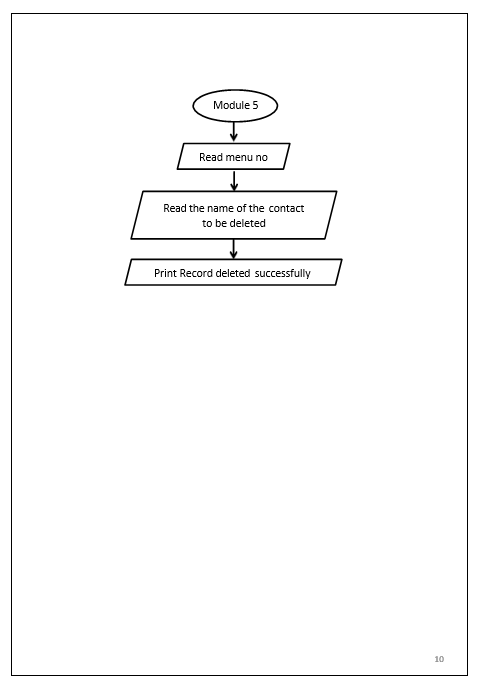 Module 5
Read menu no
Read the name of the contact
to be deleted
Print Record deleted successfully
10